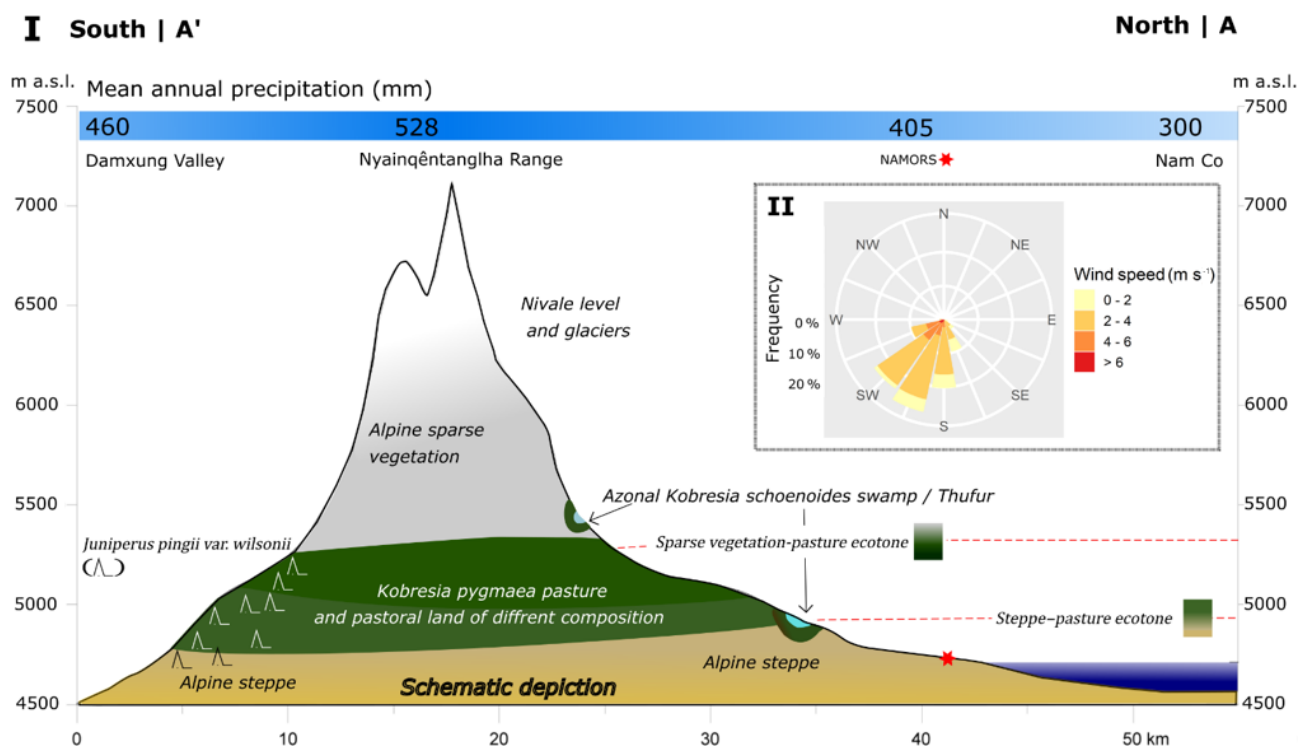 I South | A'
North | A
m a.s.l.
Mean annual precipitation (mm)
m a.s.l.
7500
7500
460
528
405
300
Damxung Valley
Nyainqêntanglha Range
NAMORS
Nam Co
7000
7000
II
N
NW
NE
W
E
SW
SE
S
Frequency
0 %
10 %
20 %
Wind speed (m s⁻¹)
0 - 2
2 - 4
4 - 6
> 6
Nivale level
and glaciers
6500
6500
6000
6000
Alpine sparse
vegetation
5500
5500
Azonal Kobresia schoenoides swamp / Thufur
Juniperus pingii var. wilsonii
Sparse vegetation-pasture ecotone
Kobresia pygmaea pasture
and pastoral land of diffrent composition
5000
5000
Steppe–pasture ecotone
Alpine steppe
Alpine steppe
Schematic depiction
4500
4500
0
10
20
30
40
50 km